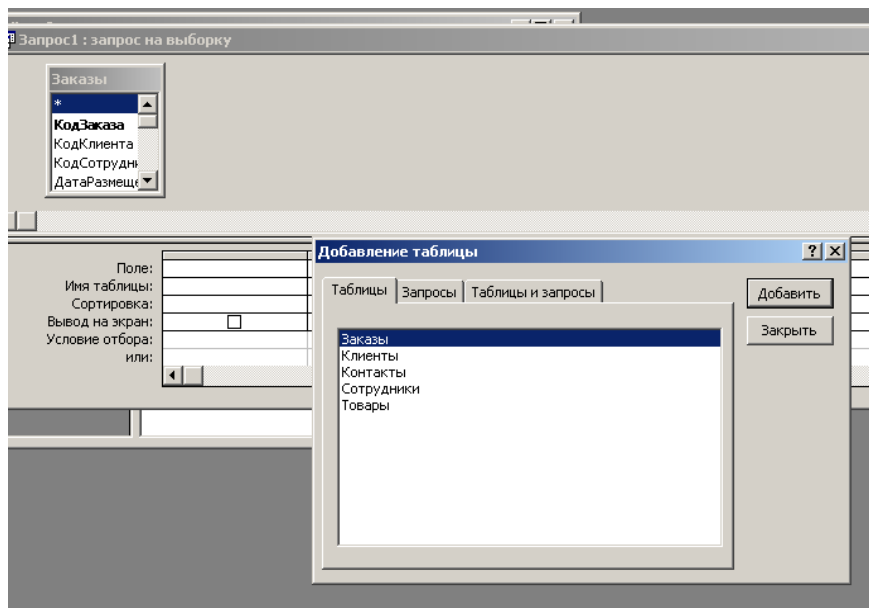 Запрос1 : запрос на выборку
Заказы
*
КодЗаказа
КодКлиента
КодСотрудн
ДатаРазмеще
Добавление таблицы
Таблицы Запросы Таблицы и запросы
Добавить
Закрыть
Заказы
Клиенты
Контакты
Сотрудники
Товары
Поле:
Имя таблицы:
Сортировка:
Вывод на экран:
Условие отбора:
или: